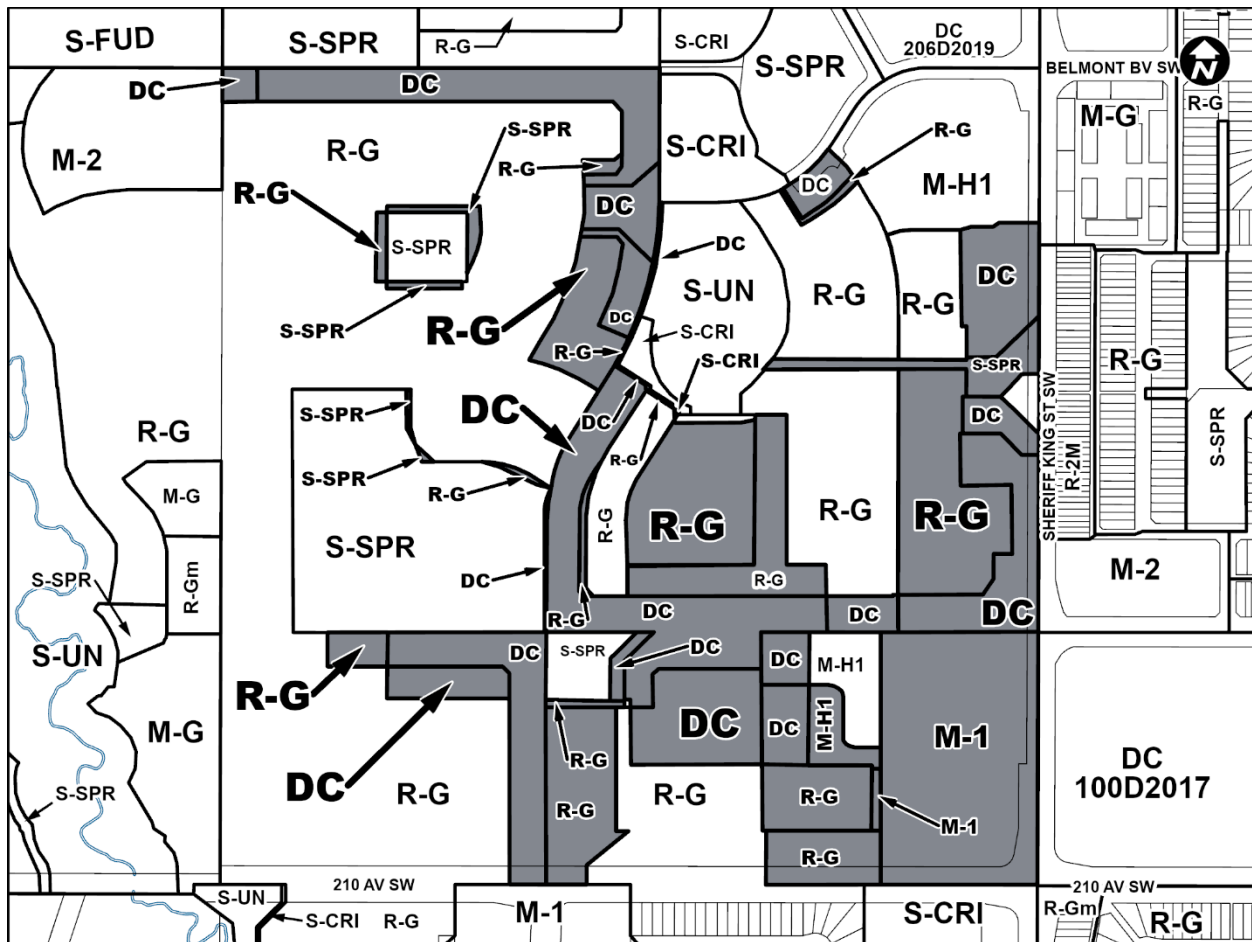 S-FUD
S-SPR
R-G
S-CRI
DC
206D2019
S-SPR
BELMONT BV SW
N
DC
DC
M-G
R-G
M-2
R-G
S-SPR
R-G
S-CRI
R-G
DC
M-H1
R-G
DC
S-SPR
DC
S-SPR
R-G
DC
S-UN
S-CRI
R-G
R-G
DC
R-G
S-CRI
S-SPR
R-G
SHERIFF KING ST SW
R-2M
S-SPR
DC
DC
DC
S-SPR
R-G
S-SPR
R-G
R-G
M-G
R-G
R-G
R-G
R-G
S-SPR
R-Gm
S-SPR
DC
R-G
M-2
R-G
DC
DC
DC
S-UN
DC
S-SPR
DC
DC
M-H1
R-G
M-G
DC
DC
M-H1
M-1
R-G
DC
S-SPR
R-G
R-G
R-G
R-G
M-1
DC
100D2017
R-G
210 AV SW
210 AV SW
S-UN
S-CRI
R-G
M-1
S-CRI
R-Gm
R-G